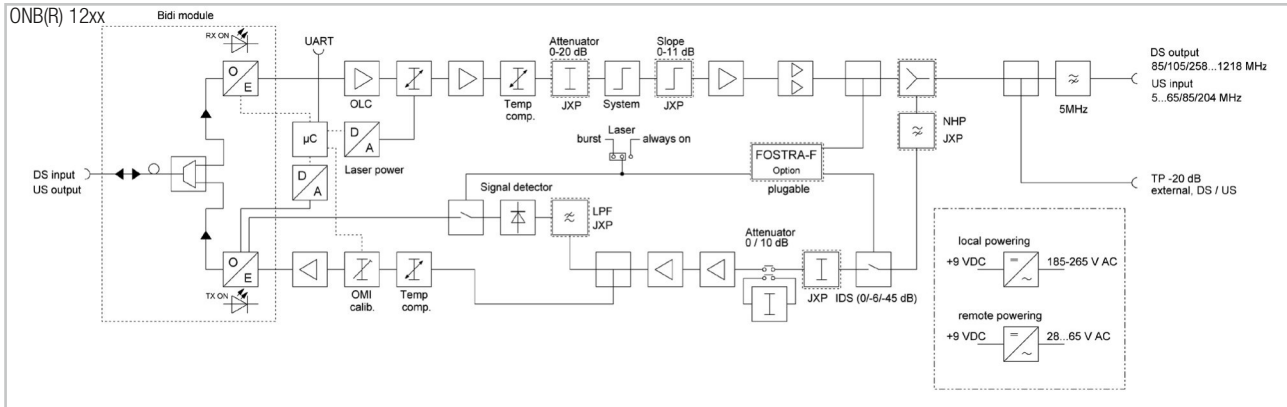 ONB(R) 12xx
Bidi module
RX ON
UART
Attenuator
0-20 dB
Slope
0-11 dB
DS output
85/105/258...1218 MHz
US input
5...65/85/204 MHz
O
E
OLC
Temp
comp.
JXP
System
JXP
5MHz
NHP
JXP
µC
D
A
Laser power
Laser
burst
always on
FOSTRA-F
Option
plugable
DS input
US output
D
A
Signal detector
LPF
JXP
TP -20 dB
external, DS / US
Attenuator
0 / 10 dB
O
E
TX ON
OMI
calib.
Temp
comp.
JXP
IDS (0/-6/-45 dB)
local powering
+9 VDC
185-265 V AC
remote powering
+9 VDC
28...65 V AC